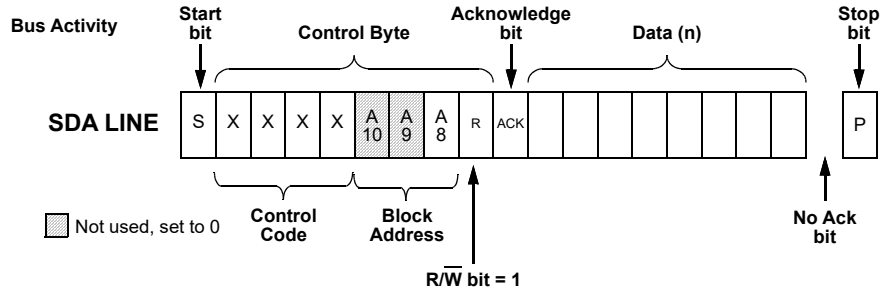 Bus Activity
Start
bit
Control Byte
Acknowledge
bit
Data (n)
Stop
bit
SDA LINE
S
X
X
X
X
A
10
A
9
A
8
R
ACK
P
Not used, set to 0
Control
Code
Block
Address
No Ack
bit
R/W̅ bit = 1